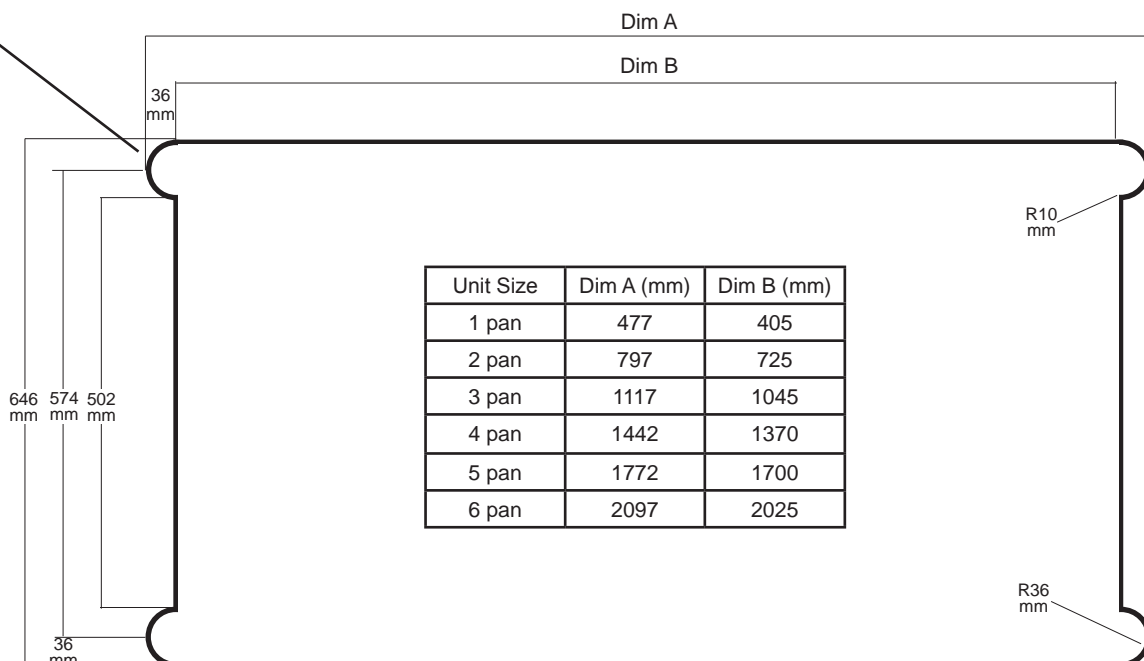 Dim A
Dim B
36
mm
R10
mm
Unit Size Dim A (mm) Dim B (mm)
1 pan 477 405
2 pan 797 725
3 pan 1117 1045
4 pan 1442 1370
5 pan 1772 1700
6 pan 2097 2025
646 574 502
mm mm mm
R36
mm
36
mm